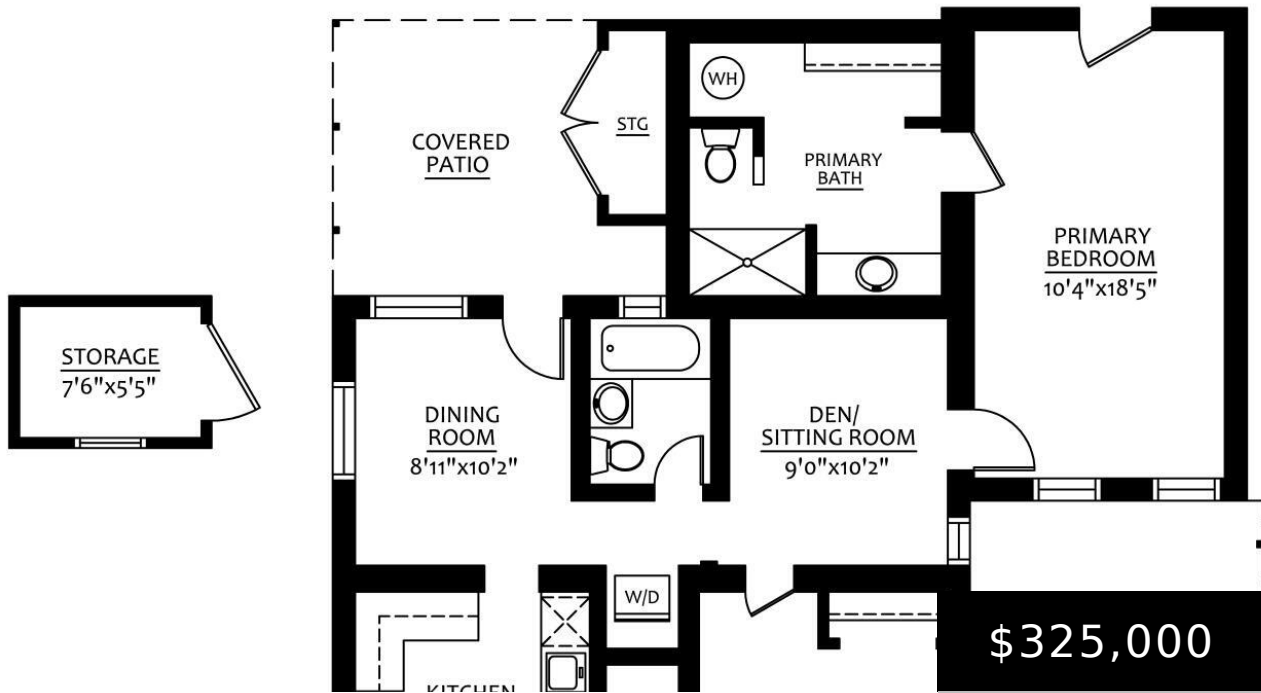 WH
STG
COVERED
PATIO
PRIMARY
BATH
PRIMARY
BEDROOM
10'4"x18'5"
STORAGE
7'6"x5'5"
DINING
ROOM
8'11"x10'2"
DEN/
SITTING ROOM
9'0"x10'2"
W/D
KITCHEN
$325,000